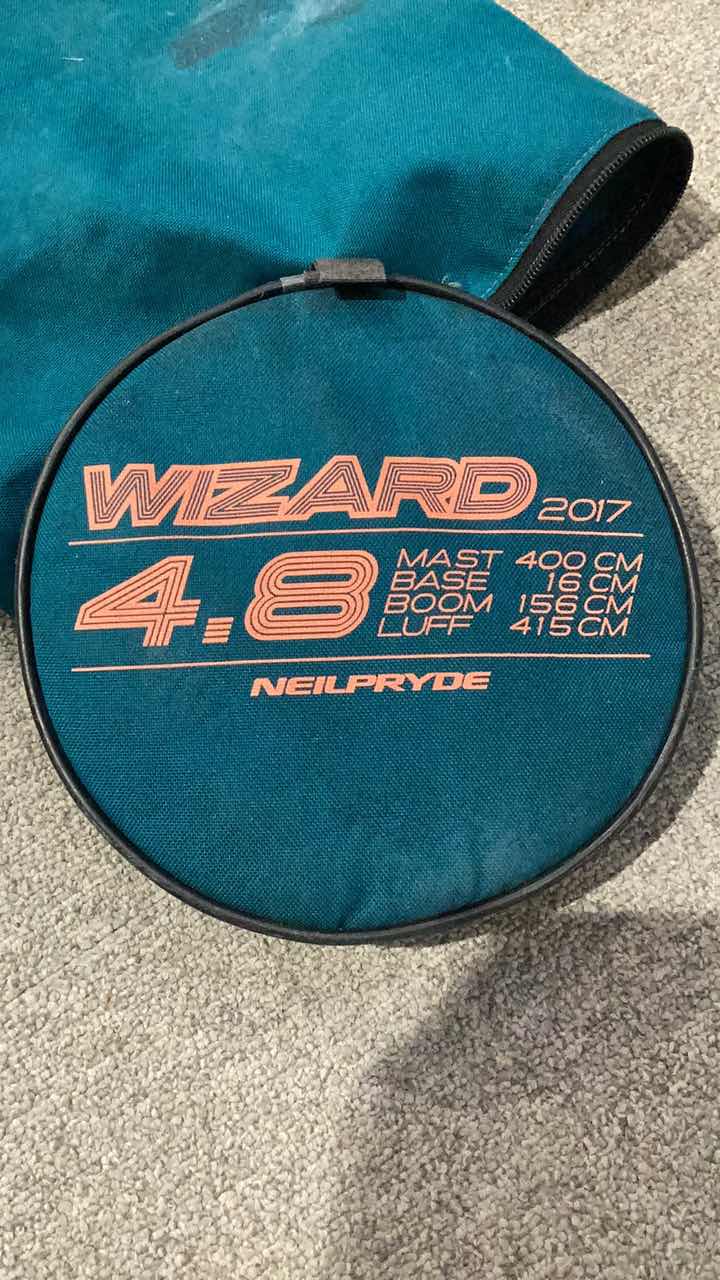 WIZARD 2017
4.8
MAST 400 CM
BASE 16 CM
BOOM 156 CM
LUFF 415 CM
NEILPRYDE